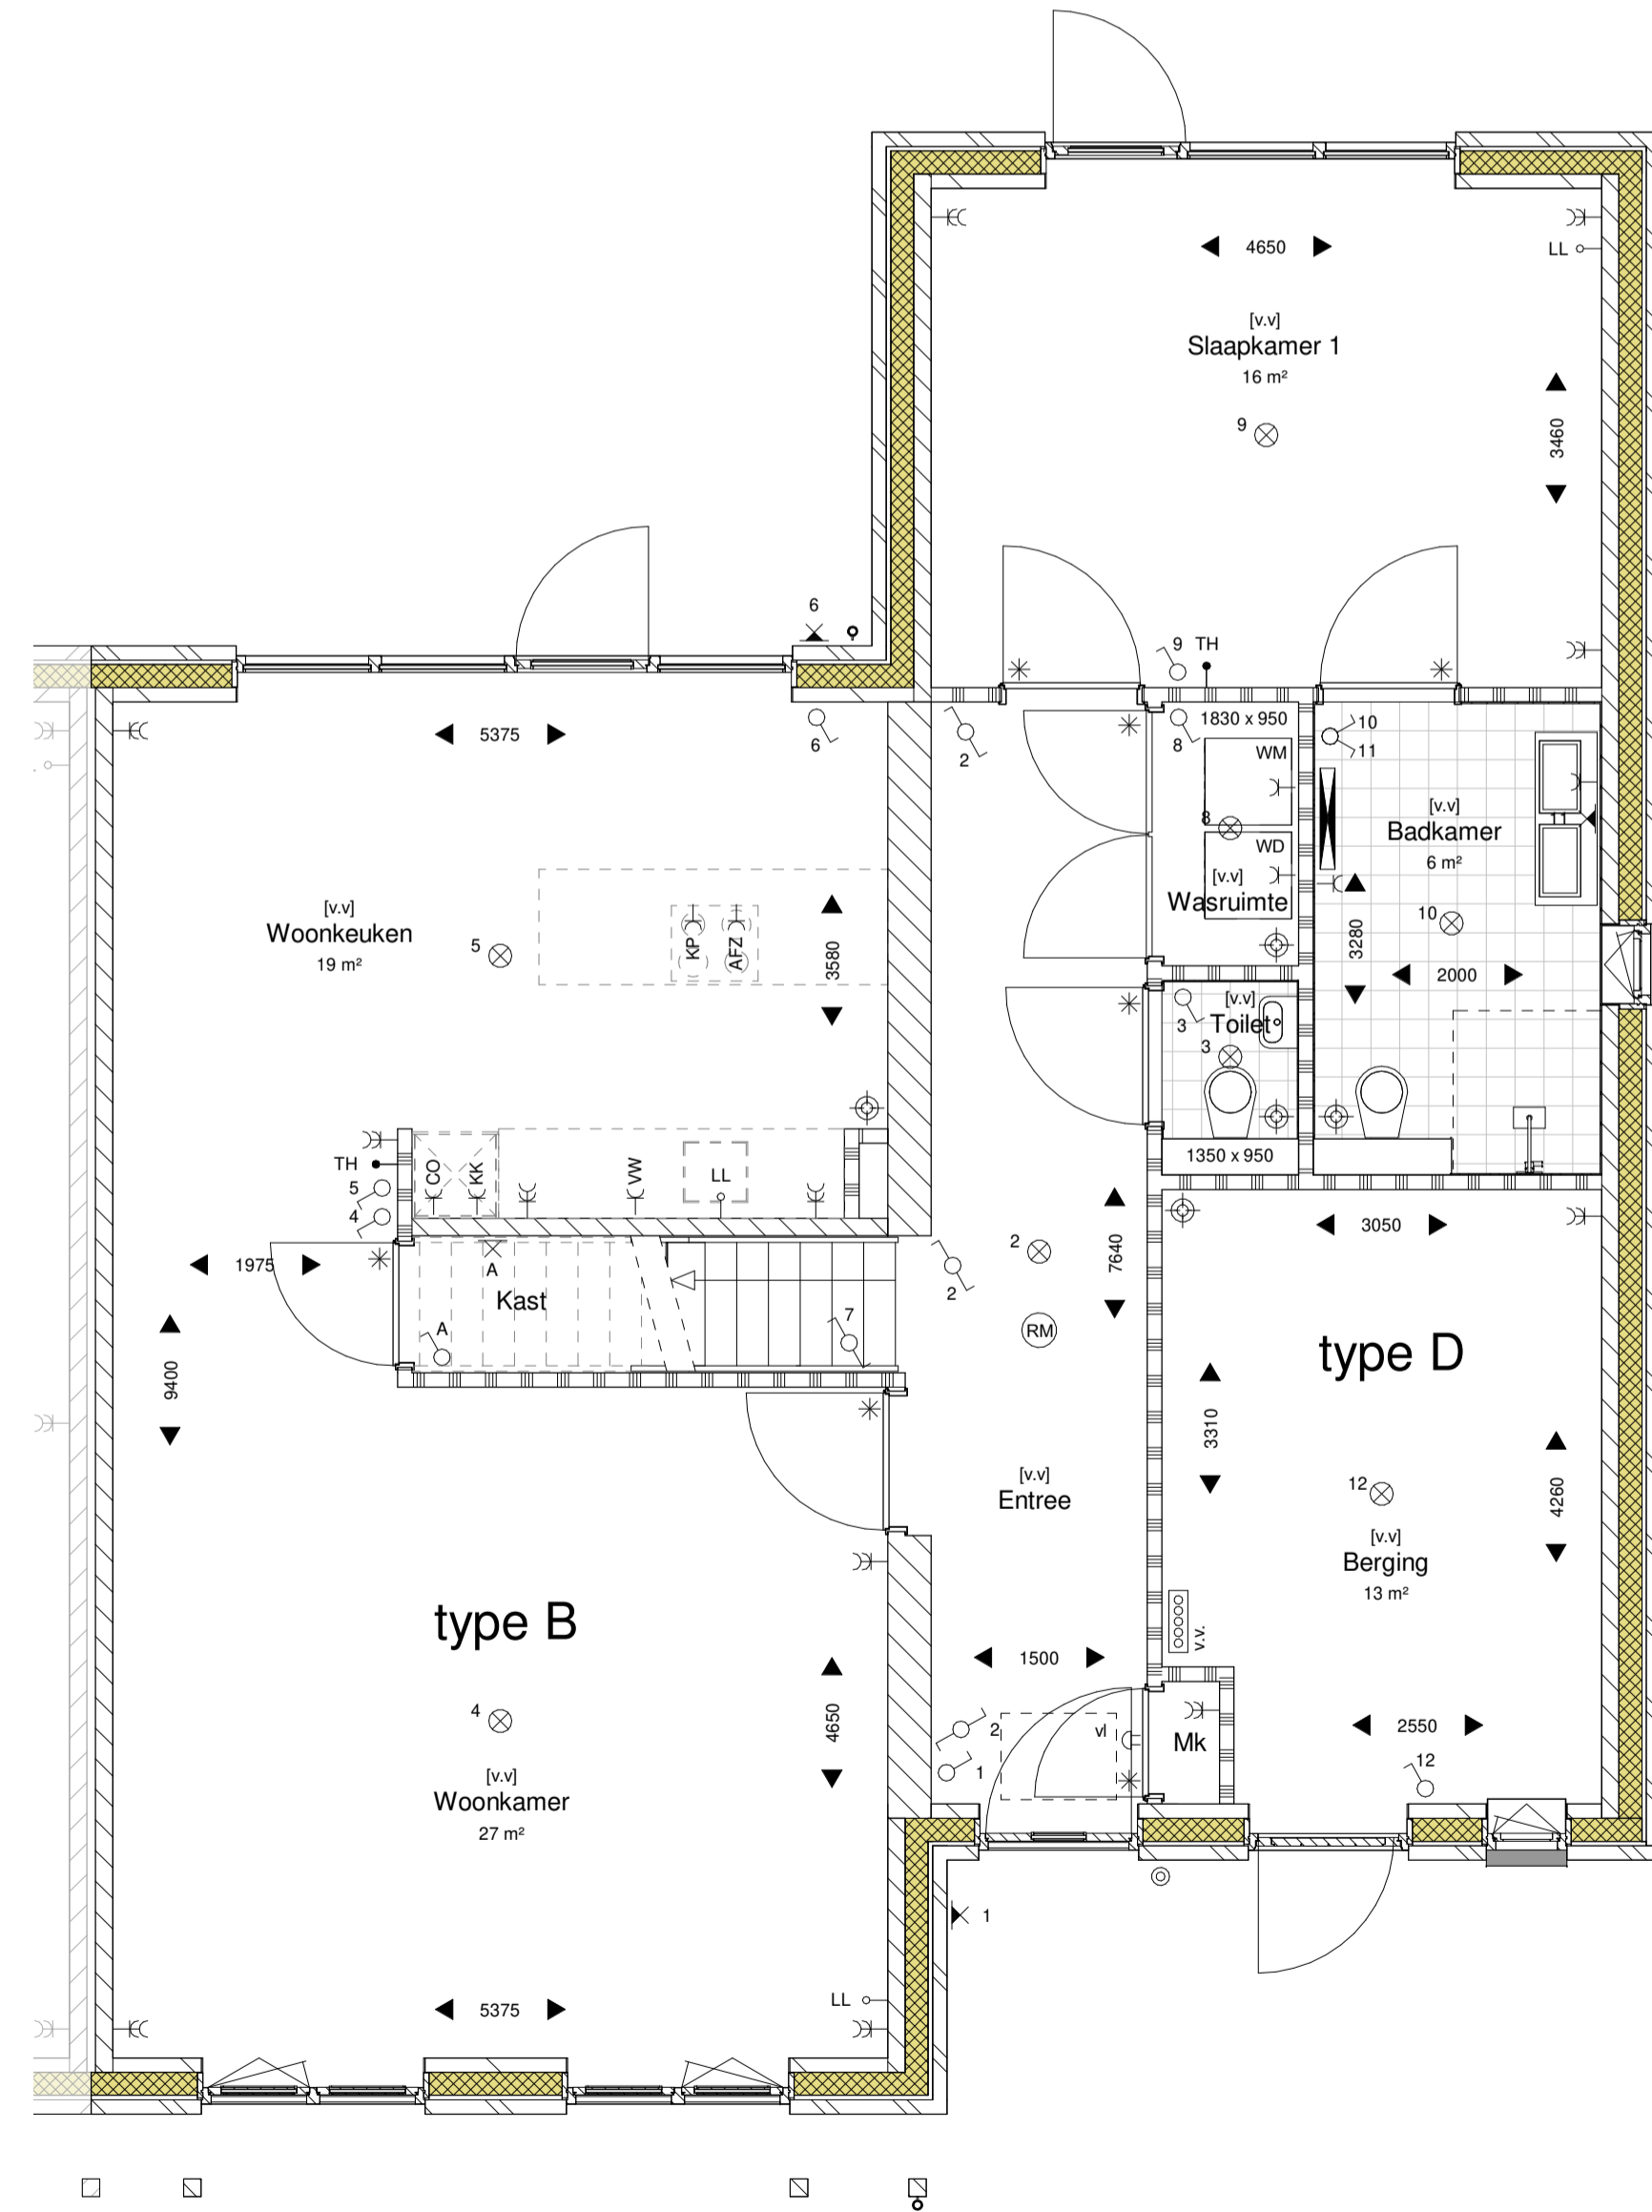 4650
LL
[v.v]
Slaapkamer 1
16 m²
9
3460
6
9 TH
5375
6
2
8
1830 x 950
WM
8
WD
[v.v]
Wasruimte
10
11
[v.v]
Badkamer
6 m²
11
10
3280
2000
[v.v]
Woonkeuken
19 m²
5
KP
AFZ
3580
[v.v]
Toilet
3
3
1350 x 950
TH
5
4
CO
KK
VW
LL
1975
A
Kast
A
7
2
2
RM
7640
3050
type D
9400
3310
4260
[v.v]
Entree
12
[v.v]
Berging
13 m²
v.v.
type B
4
[v.v]
Woonkamer
27 m²
4650
1500
2
1
vl
Mk
2550
12
1
LL
5375